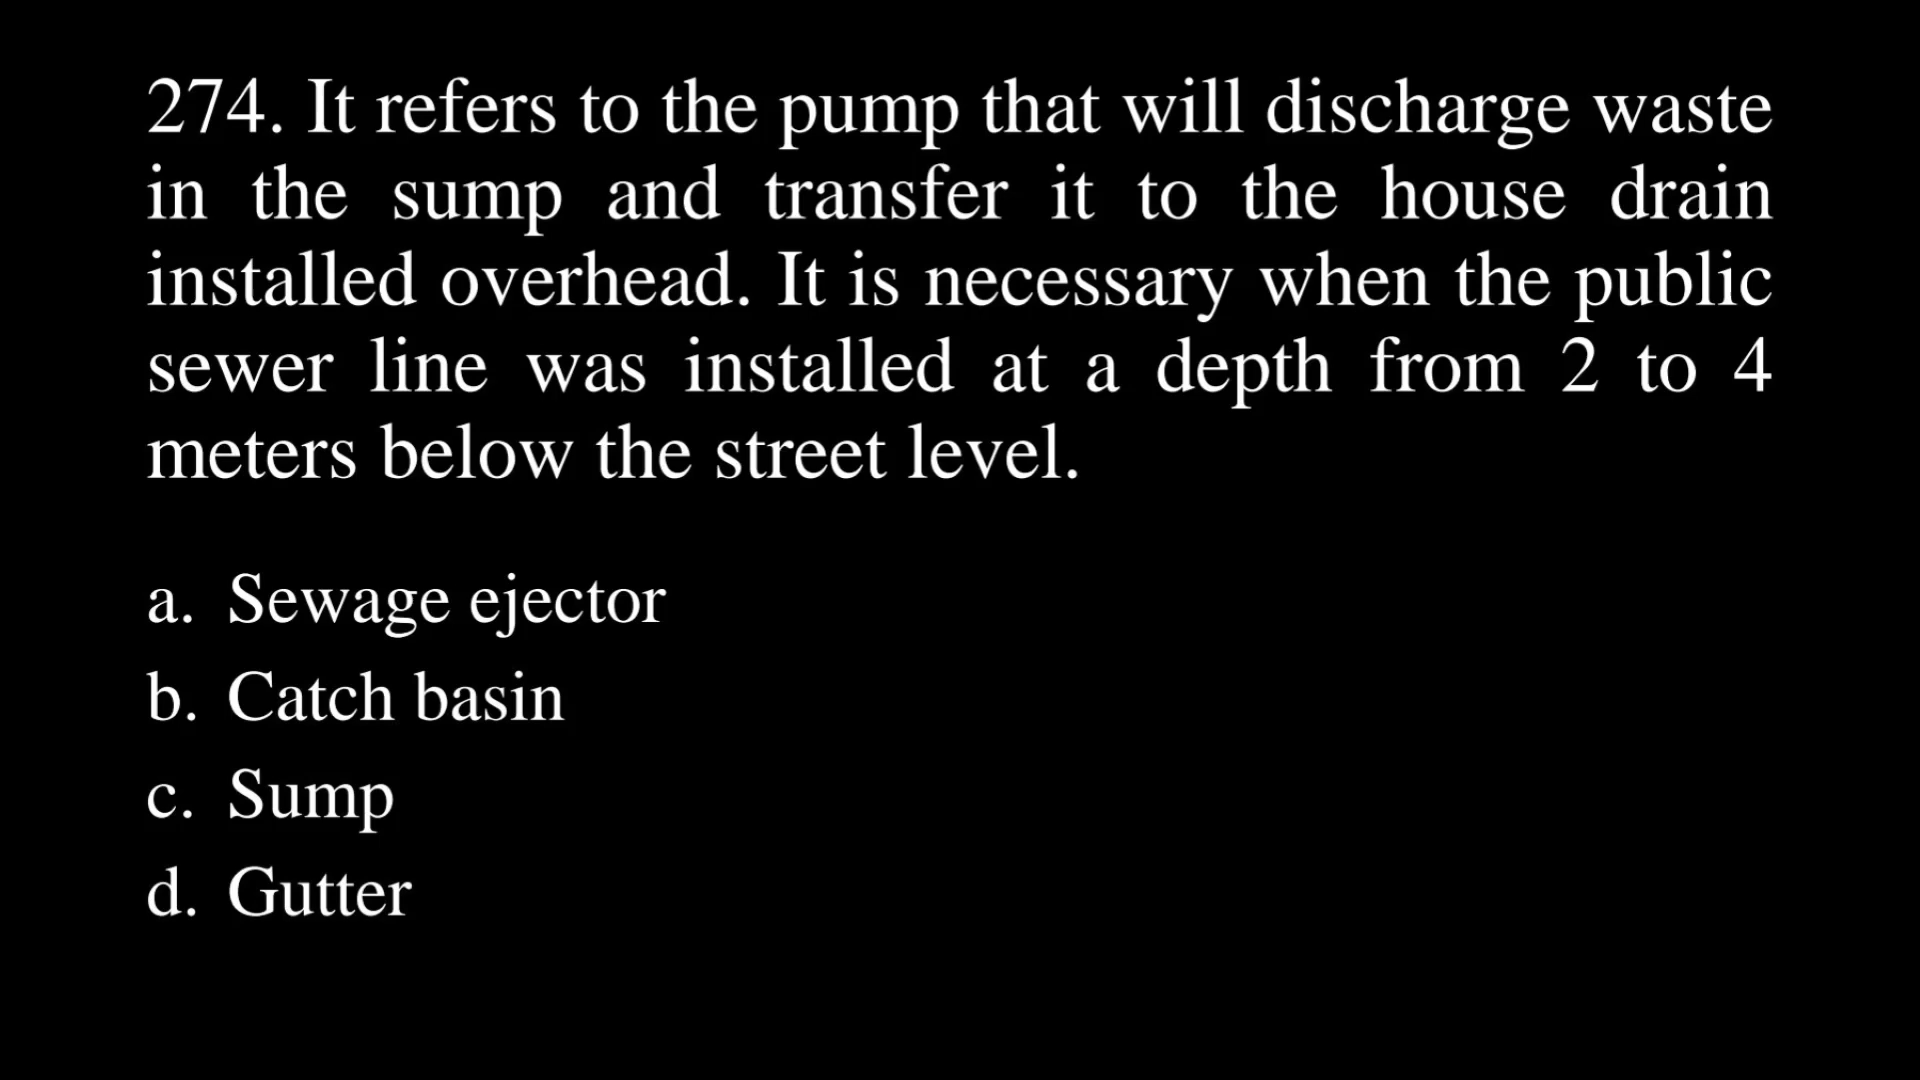 274. It refers to the pump that will discharge waste
in the sump and transfer it to the house drain
installed overhead. It is necessary when the public
sewer line was installed at a depth from 2 to 4
meters below the street level.
a. Sewage ejector
b. Catch basin
c. Sump
d. Gutter